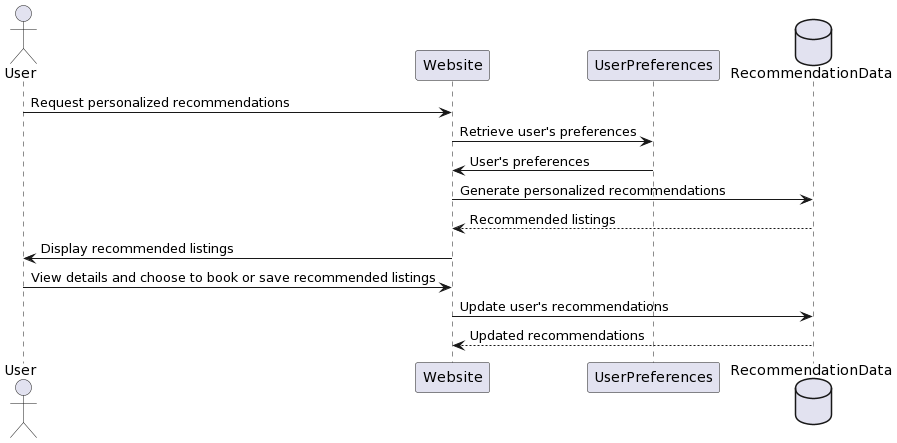 User
Website
UserPreferences
RecommendationData
Request personalized recommendations
Retrieve user's preferences
User's preferences
Generate personalized recommendations
Recommended listings
Display recommended listings
View details and choose to book or save recommended listings
Update user's recommendations
Updated recommendations
User
Website
UserPreferences
RecommendationData